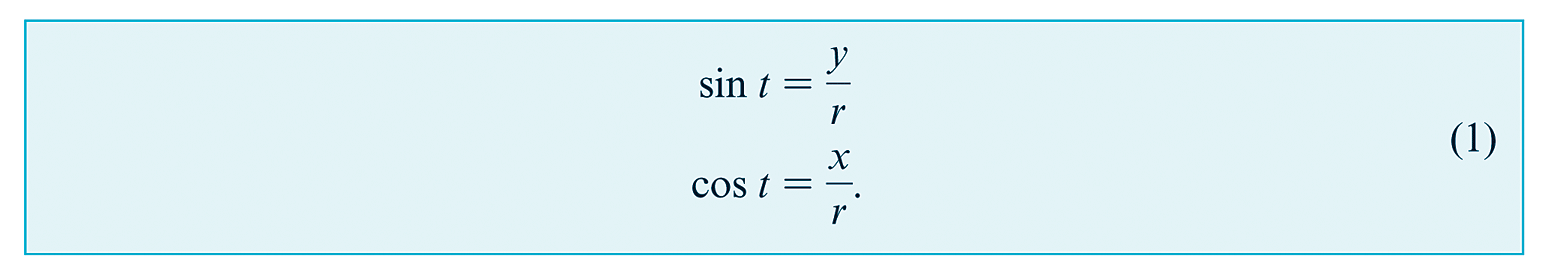 sin t = y/r
(1)
cos t = x/r.